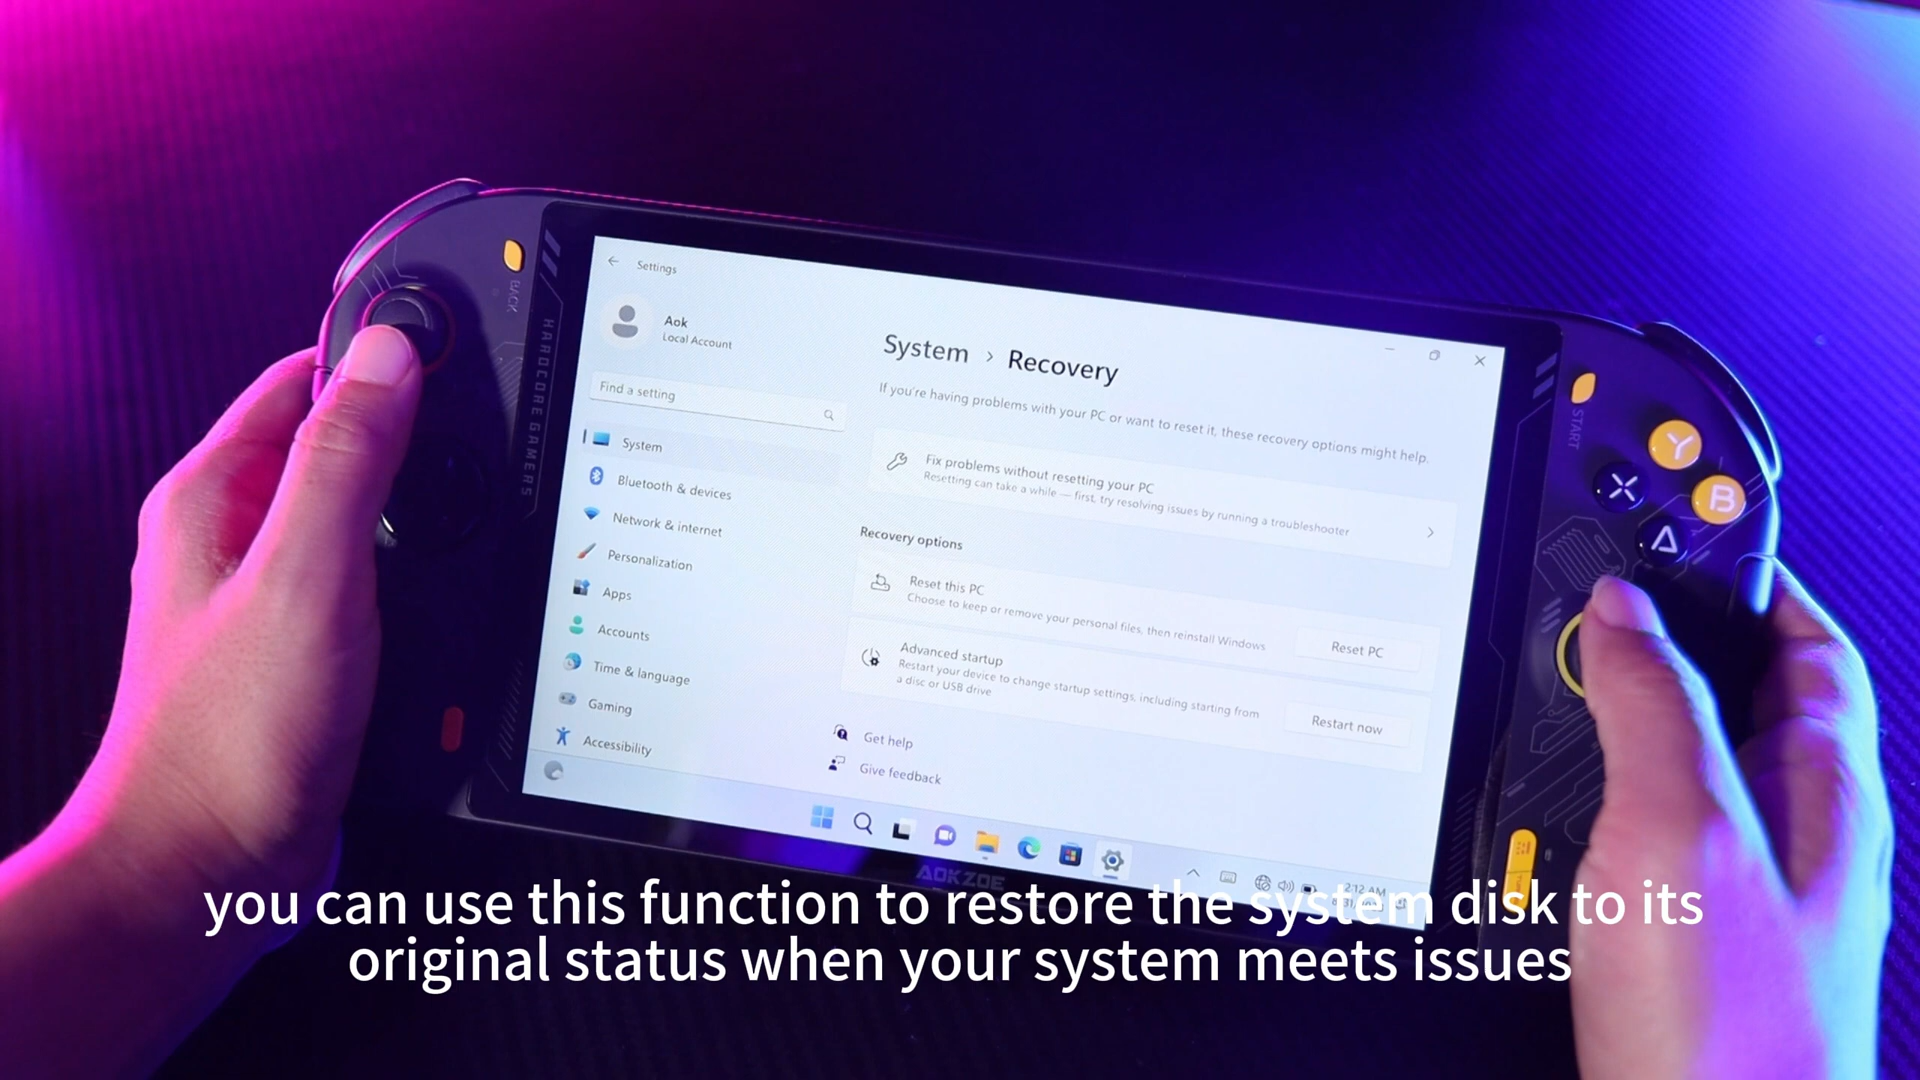 Settings
Aok
Local Account
Find a setting
System
Bluetooth & devices
Network & internet
Personalization
Apps
Accounts
Time & language
Gaming
Accessibility
System › Recovery
If you're having problems with your PC or want to reset it, these recovery options might help.
Fix problems without resetting your PC
Resetting can take a while — first, try resolving issues by running a troubleshooter
Recovery options
Reset this PC
Choose to keep or remove your personal files, then reinstall Windows
Reset PC
Advanced startup
Restart your device to change startup settings, including starting from
a disc or USB drive
Restart now
Get help
Give feedback
2:12 AM
BACK
HARDCORE GAMERS
START
Y
X
B
A
AOKZOE
you can use this function to restore the system disk to its
original status when your system meets issues